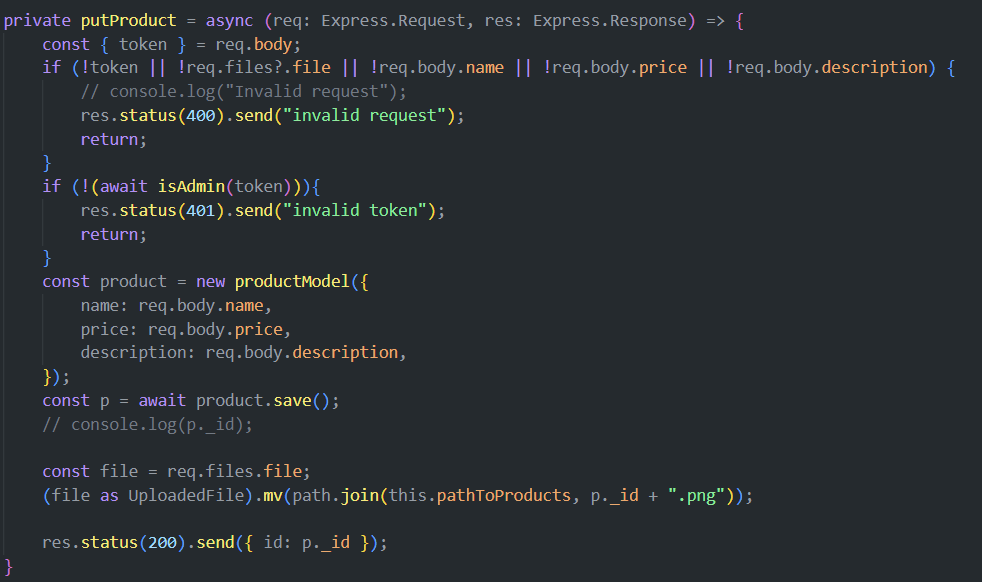 private putProduct = async (req: Express.Request, res: Express.Response) => {
    const { token } = req.body;
    if (!token || !req.files?.file || !req.body.name || !req.body.price || !req.body.description) {
        // console.log("Invalid request");
        res.status(400).send("invalid request");
        return;
    }
    if (!(await isAdmin(token))){
        res.status(401).send("invalid token");
        return;
    }
    const product = new productModel({
        name: req.body.name,
        price: req.body.price,
        description: req.body.description,
    });
    const p = await product.save();
    // console.log(p._id);

    const file = req.files.file;
    (file as UploadedFile).mv(path.join(this.pathToProducts, p._id + ".png"));

    res.status(200).send({ id: p._id });
}